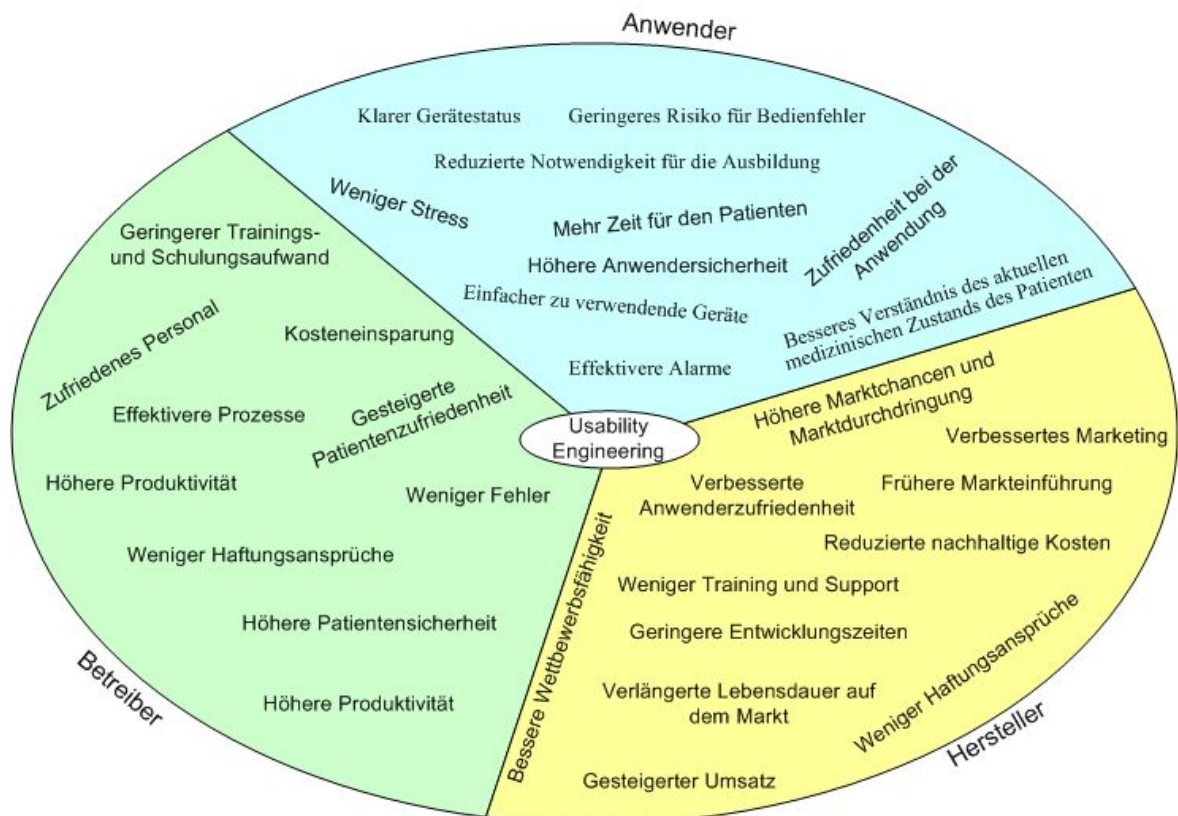 Anwender
Klarer Gerätestatus
Geringeres Risiko für Bedienfehler
Reduzierte Notwendigkeit für die Ausbildung
Weniger Stress
Mehr Zeit für den Patienten
Zufriedenheit bei der
Anwendung
Höhere Anwendersicherheit
Einfacher zu verwendende Geräte
Besseres Verständnis des aktuellen
medizinischen Zustands des Patienten
Effektivere Alarme
Geringerer Trainings-
und Schulungsaufwand
Zufriedenes Personal
Kosteneinsparung
Effektivere Prozesse
Gesteigerte
Patientenzufriedenheit
Höhere Produktivität
Weniger Fehler
Weniger Haftungsansprüche
Höhere Patientensicherheit
Höhere Produktivität
Betreiber
Usability
Engineering
Höhere Marktchancen und
Marktdurchdringung
Verbessertes Marketing
Verbesserte
Anwenderzufriedenheit
Frühere Markteinführung
Reduzierte nachhaltige Kosten
Weniger Training und Support
Geringere Entwicklungszeiten
Bessere Wettbewerbsfähigkeit
Verlängerte Lebensdauer auf
dem Markt
Weniger Haftungsansprüche
Gesteigerter Umsatz
Hersteller